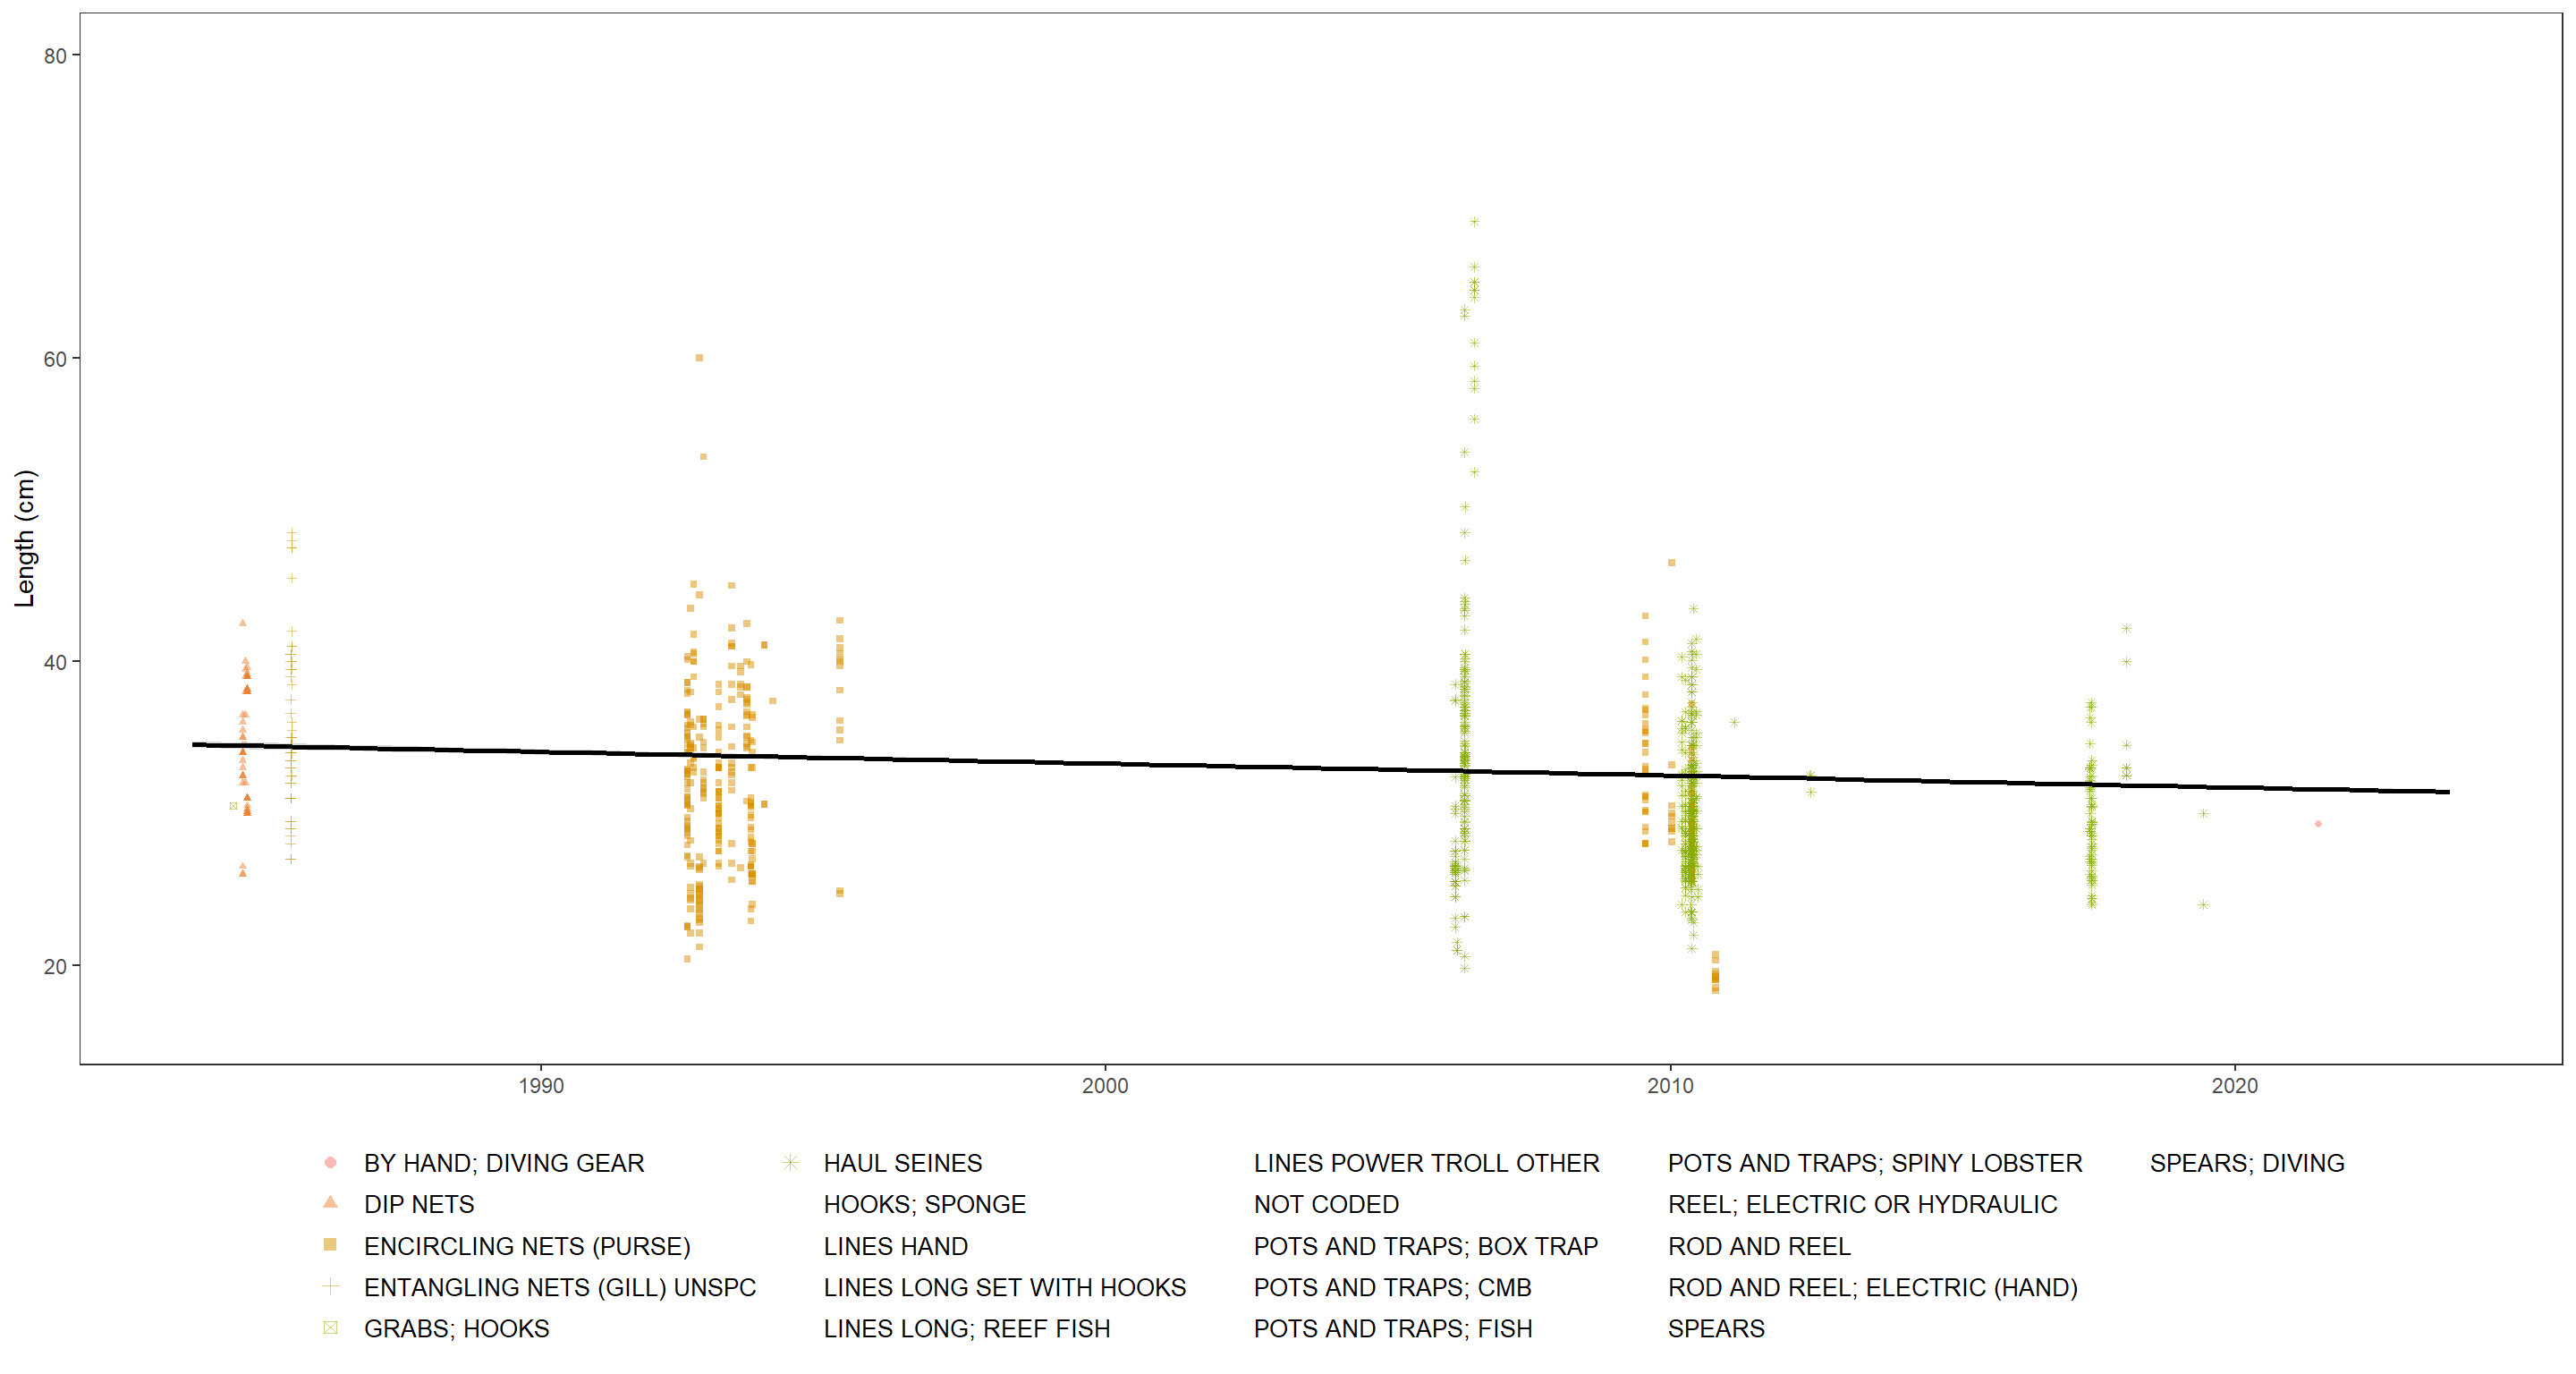 80
60
40
20
Length (cm)
1990 2000 2010 2020
BY HAND; DIVING GEAR HAUL SEINES LINES POWER TROLL OTHER POTS AND TRAPS; SPINY LOBSTER SPEARS; DIVING
DIP NETS HOOKS; SPONGE NOT CODED REEL; ELECTRIC OR HYDRAULIC
ENCIRCLING NETS (PURSE) LINES HAND POTS AND TRAPS; BOX TRAP ROD AND REEL
ENTANGLING NETS (GILL) UNSPC LINES LONG SET WITH HOOKS POTS AND TRAPS; CMB ROD AND REEL; ELECTRIC (HAND)
GRABS; HOOKS LINES LONG; REEF FISH POTS AND TRAPS; FISH SPEARS